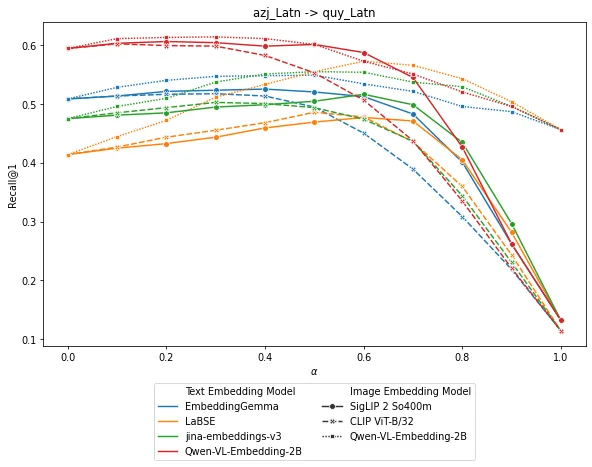 azj_Latn -> quy_Latn
Recall@1
0.6
0.5
0.4
0.3
0.2
0.1
0.0 0.2 0.4 0.6 0.8 1.0
α
Text Embedding Model Image Embedding Model
EmbeddingGemma SigLIP 2 So400m
LaBSE CLIP ViT-B/32
jina-embeddings-v3 Qwen-VL-Embedding-2B
Qwen-VL-Embedding-2B